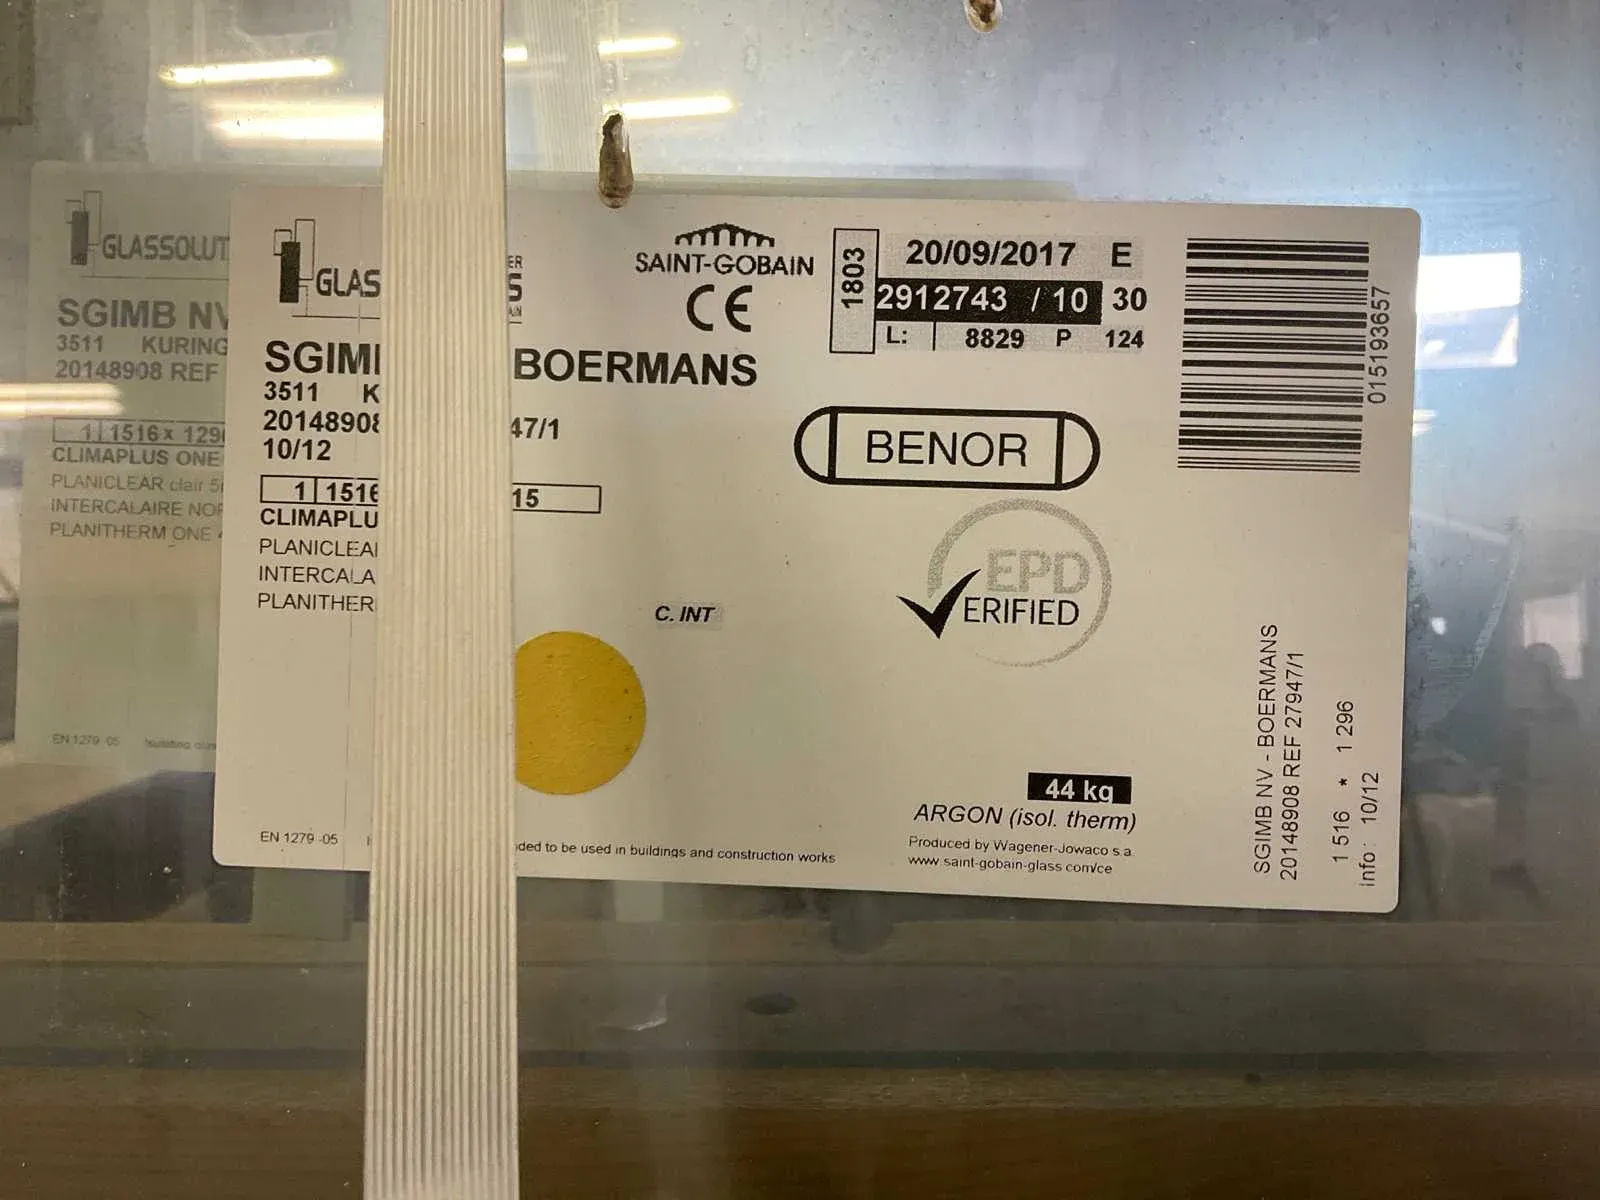 GLASSOLUT
SGIMB NV
3511 KURING
20148908 REF
1 1516 x 129
CLIMAPLUS ONE
PLANICLEAR clair 5
INTERCALAIRE NOR
PLANITHERM ONE
EN 1279-05
GLAS
SAINT-GOBAIN
CE
1803
20/09/2017 E
2912743 / 10 30
L: 8829 P 124
015193657
SGIM BOERMANS
3511 K
20148908 47/1
10/12
BENOR
1 1516 15
CLIMAPLU
PLANICLEA
INTERCALA
PLANITHER
EPD
VERIFIED
C. INT
44 kg
ARGON (isol. therm)
Produced by Wagener-Jowaco s.a.
www.saint-gobain-glass.com/ce
EN 1279-05 ded to be used in buildings and construction works
SGIMB NV - BOERMANS
20148908 REF 27947/1
1 516 * 1 296
info : 10/12